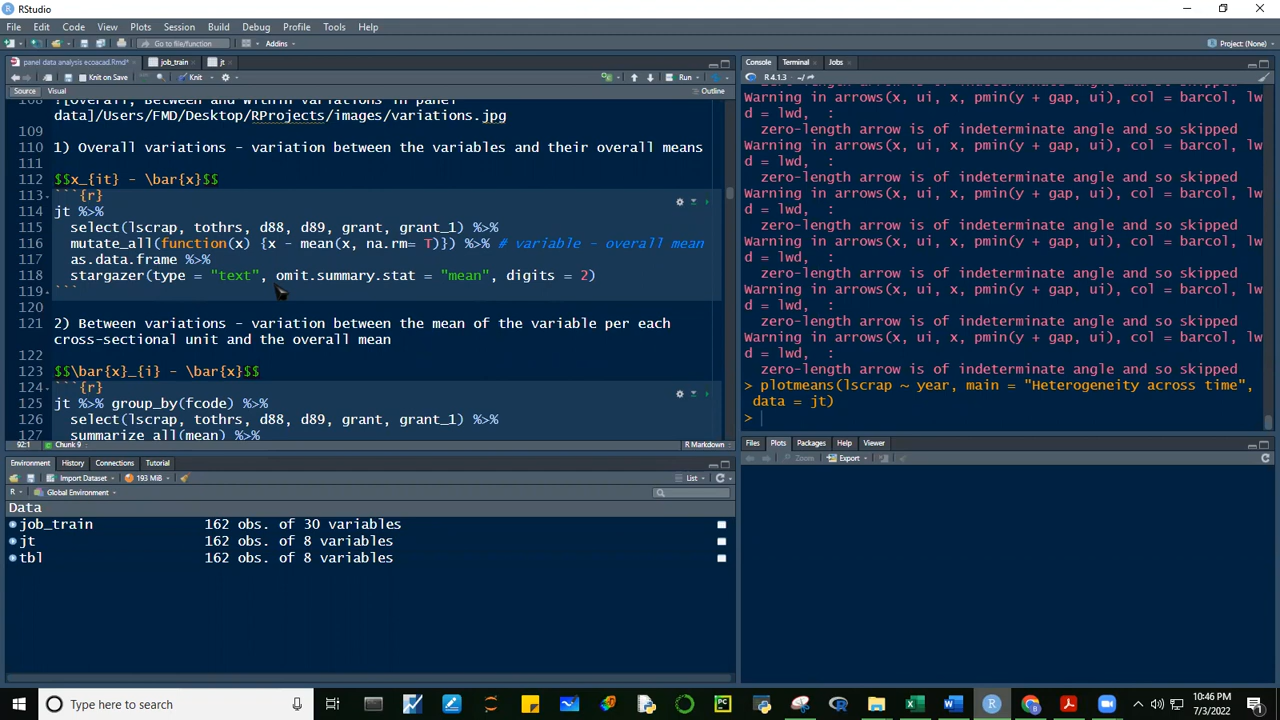 RStudio
File Edit Code View Plots Session Build Debug Profile Tools Help
Go to file/function Addins Project: (None)
panel data analysis ecoacad.Rmd* job_train jt
Knit on Save Knit Run
Source Visual Outline
108 ![Overall, Between and Within variations in panel
data]/Users/FMD/Desktop/RProjects/images/variations.jpg
109
110 1) Overall variations - variation between the variables and their overall means
111
112 $$x_{it} - \bar{x}$$
113 ```{r}
114 jt %>%
115 select(lscrap, tothrs, d88, d89, grant, grant_1) %>%
116 mutate_all(function(x) {x - mean(x, na.rm= T)}) %>% # variable - overall mean
117 as.data.frame %>%
118 stargazer(type = "text", omit.summary.stat = "mean", digits = 2)
119 ```
120
121 2) Between variations - variation between the mean of the variable per each
cross-sectional unit and the overall mean
122
123 $$\bar{x}_{i} - \bar{x}$$
124 ```{r}
125 jt %>% group_by(fcode) %>%
126 select(lscrap, tothrs, d88, d89, grant, grant_1) %>%
127 summarize_all(mean) %>%
92:1 Chunk 9 R Markdown
Environment History Connections Tutorial
Import Dataset 193 MiB List
R Global Environment
Data
job_train 162 obs. of 30 variables
jt 162 obs. of 8 variables
tbl 162 obs. of 8 variables
Console Terminal Jobs
R 4.1.3 · ~/
zero-length arrow is of indeterminate angle and so skipped
Warning in arrows(x, ui, x, pmin(y + gap, ui), col = barcol, lw
d = lwd, :
zero-length arrow is of indeterminate angle and so skipped
Warning in arrows(x, ui, x, pmin(y + gap, ui), col = barcol, lw
d = lwd, :
zero-length arrow is of indeterminate angle and so skipped
Warning in arrows(x, ui, x, pmin(y + gap, ui), col = barcol, lw
d = lwd, :
zero-length arrow is of indeterminate angle and so skipped
Warning in arrows(x, ui, x, pmin(y + gap, ui), col = barcol, lw
d = lwd, :
zero-length arrow is of indeterminate angle and so skipped
Warning in arrows(x, ui, x, pmin(y + gap, ui), col = barcol, lw
d = lwd, :
zero-length arrow is of indeterminate angle and so skipped
Warning in arrows(x, ui, x, pmin(y + gap, ui), col = barcol, lw
d = lwd, :
zero-length arrow is of indeterminate angle and so skipped
> plotmeans(lscrap ~ year, main = "Heterogeneity across time",
data = jt)
>
Files Plots Packages Help Viewer
Zoom Export
Type here to search
10:46 PM
7/3/2022